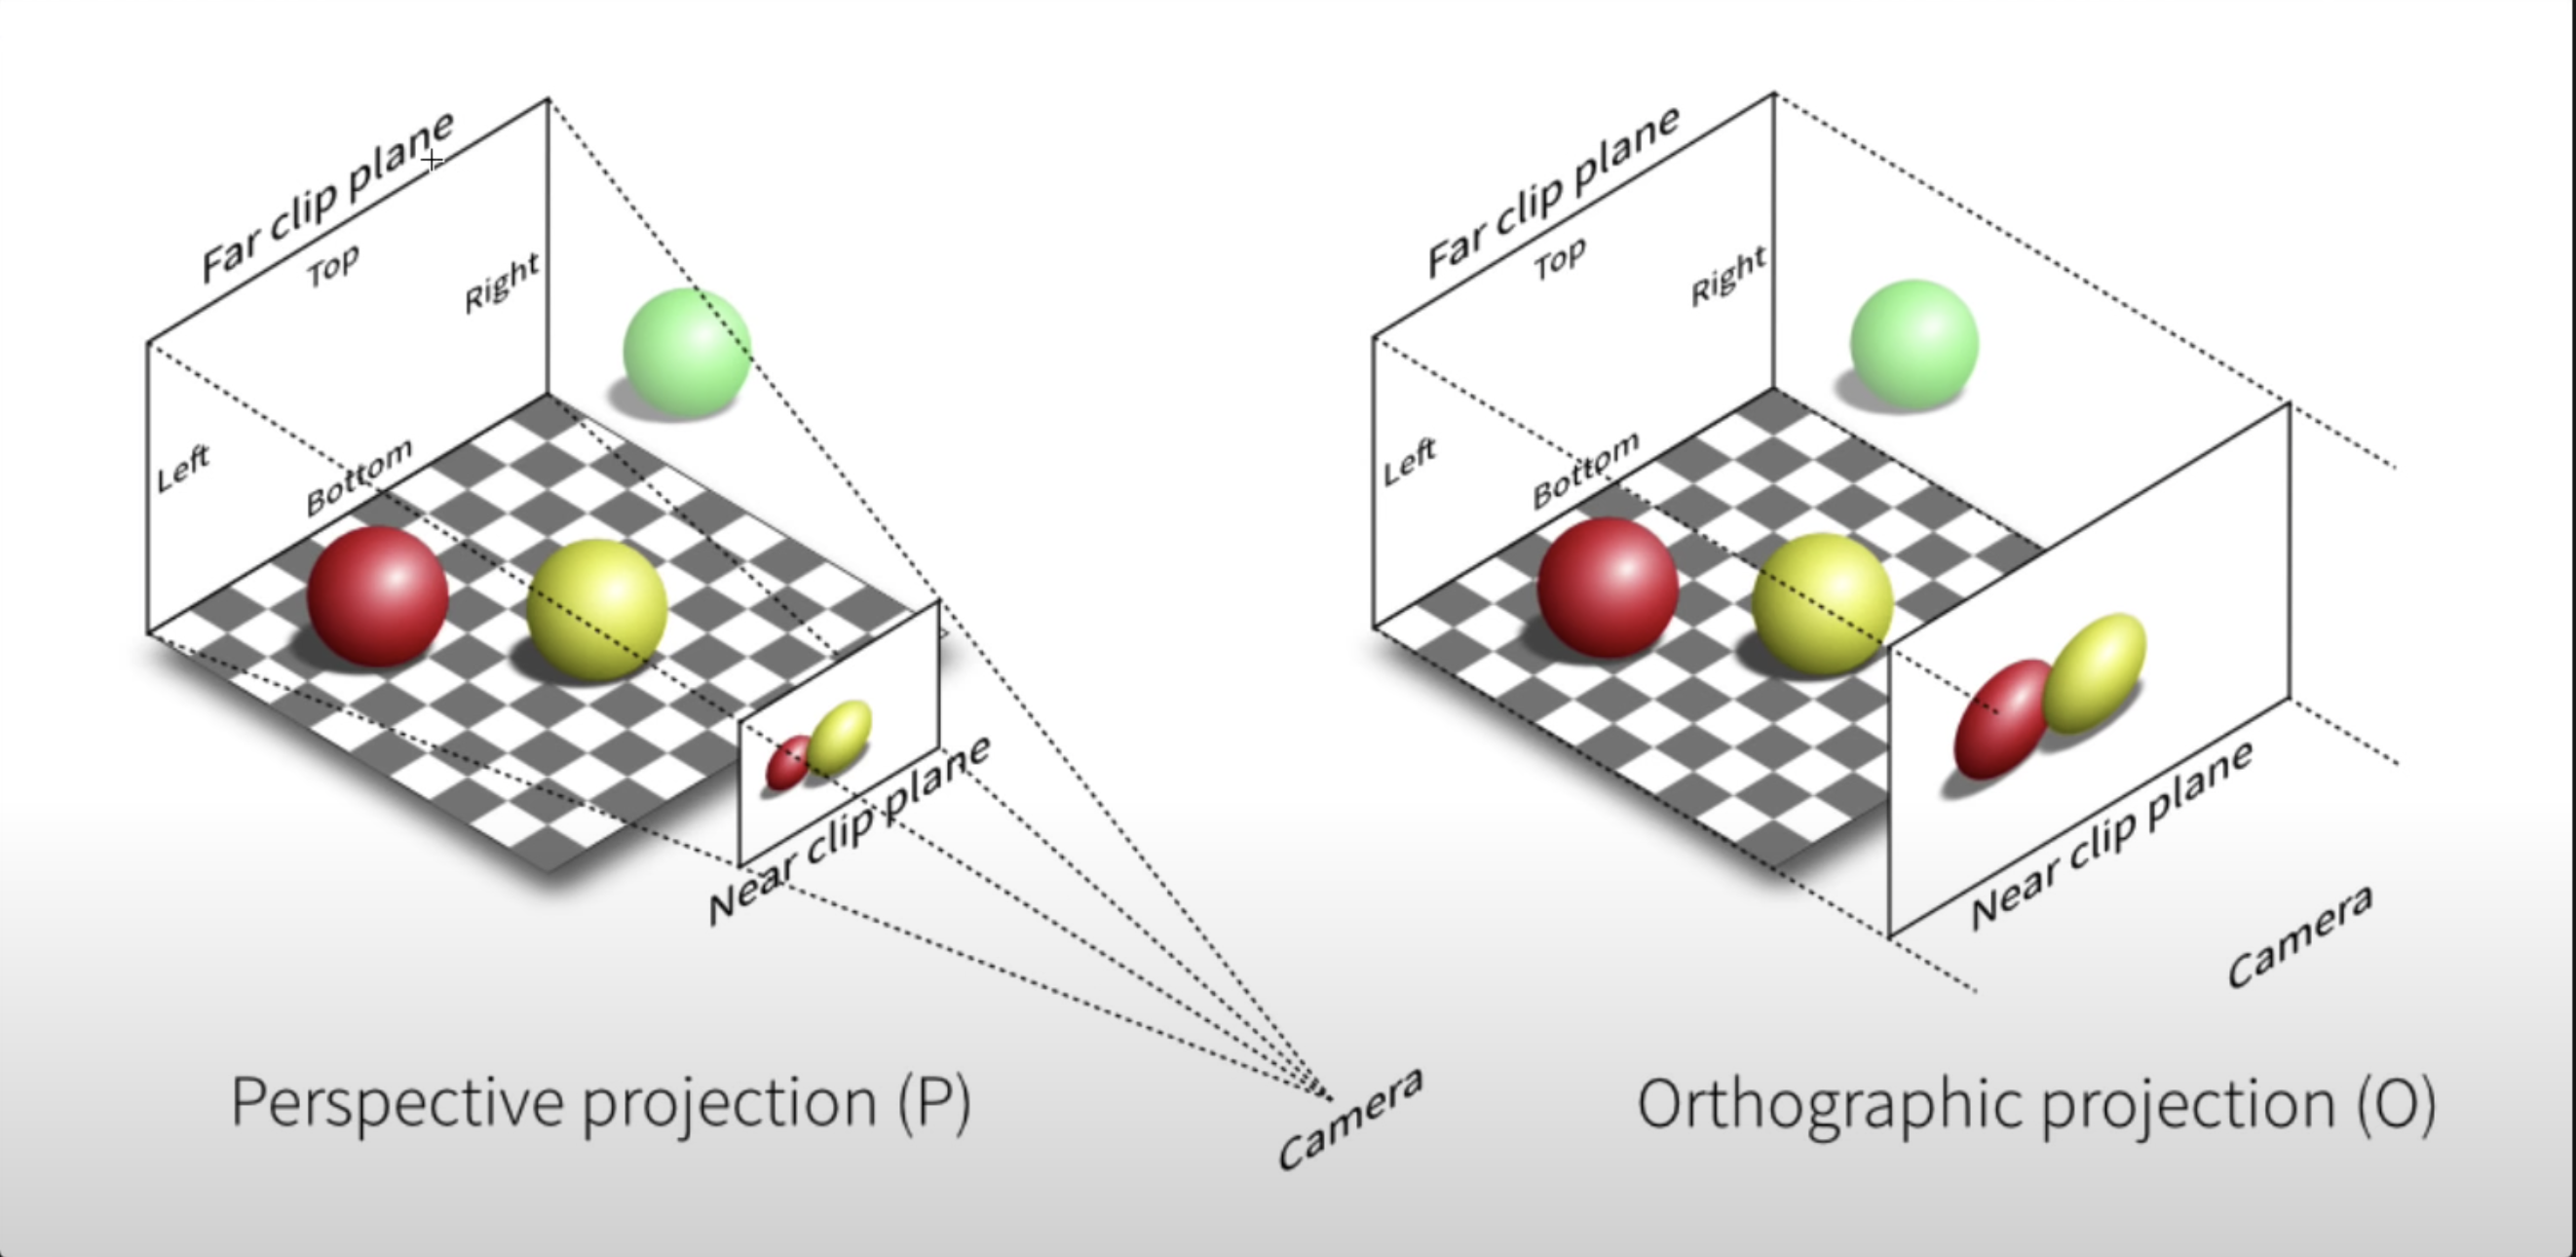 Far clip plane
Top
Right
Left
Bottom
Near clip plane
Camera
Perspective projection (P)
Far clip plane
Top
Right
Left
Bottom
Near clip plane
Camera
Orthographic projection (O)